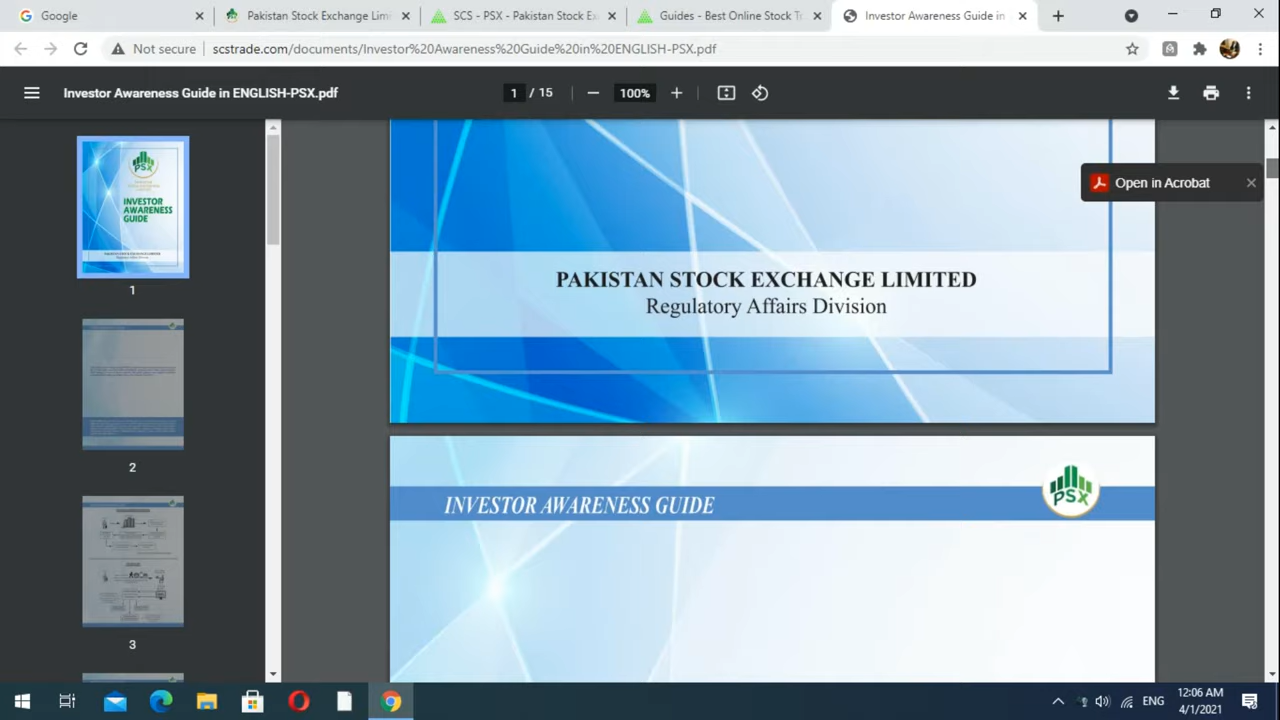 Google
Pakistan Stock Exchange Lim
SCS - PSX - Pakistan Stock Ex
Guides - Best Online Stock Tr
Investor Awareness Guide in
Not secure
scstrade.com/documents/Investor%20Awareness%20Guide%20in%20ENGLISH-PSX.pdf
Investor Awareness Guide in ENGLISH-PSX.pdf
1 / 15
100%
Open in Acrobat
PSX
INVESTOR
AWARENESS
GUIDE
1
2
3
PAKISTAN STOCK EXCHANGE LIMITED
Regulatory Affairs Division
INVESTOR AWARENESS GUIDE
PSX
ENG
12:06 AM
4/1/2021